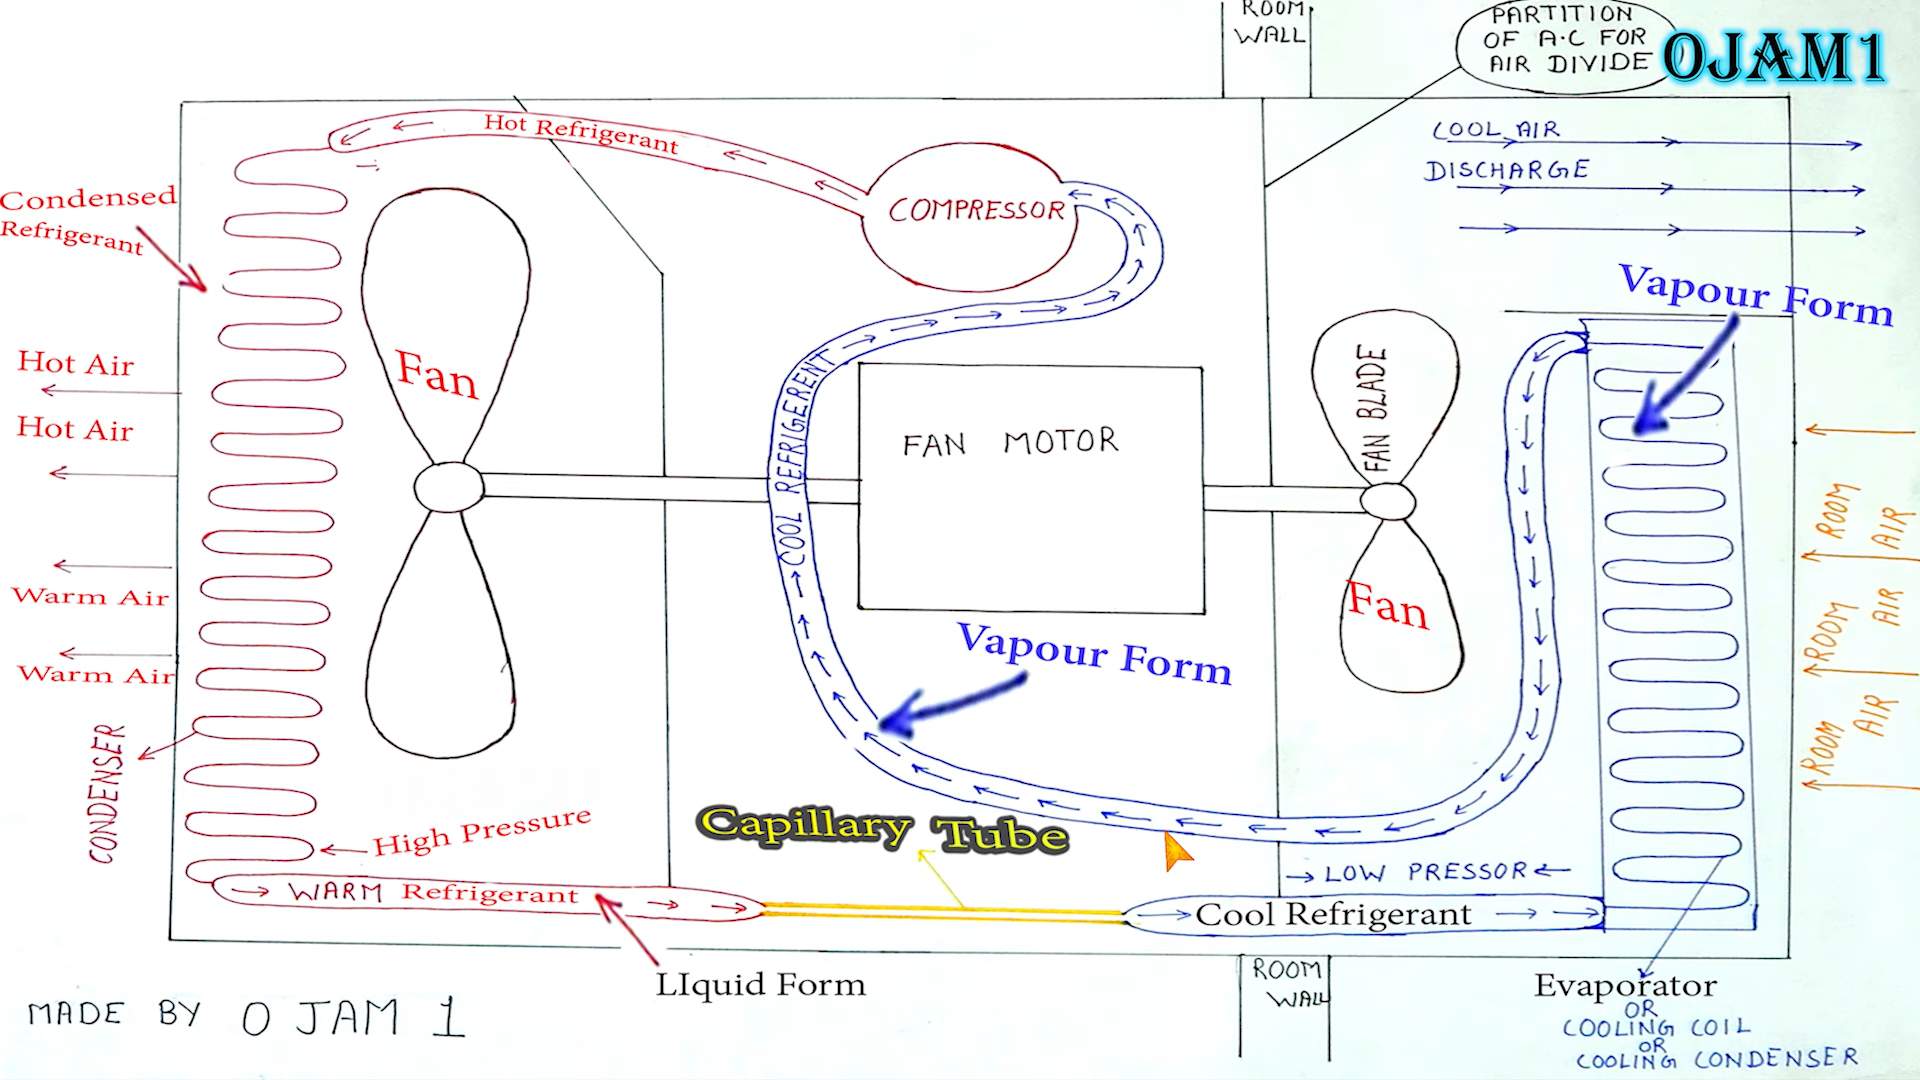 ROOM
WALL
PARTITION
OF A.C FOR
AIR DIVIDE
OJAM1
COOL AIR
DISCHARGE
Hot Refrigerant
COMPRESSOR
Condensed
Refrigerant
Vapour Form
Hot Air
Hot Air
Fan
COOL REFRIGERENT
FAN MOTOR
FAN BLADE
Fan
ROOM AIR
ROOM AIR
ROOM AIR
Warm Air
Warm Air
Vapour Form
CONDENSER
High Pressure
Capillary Tube
LOW PRESSOR
WARM Refrigerant
Cool Refrigerant
LIquid Form
ROOM
WALL
Evaporator
OR
COOLING COIL
OR
COOLING CONDENSER
MADE BY O JAM 1